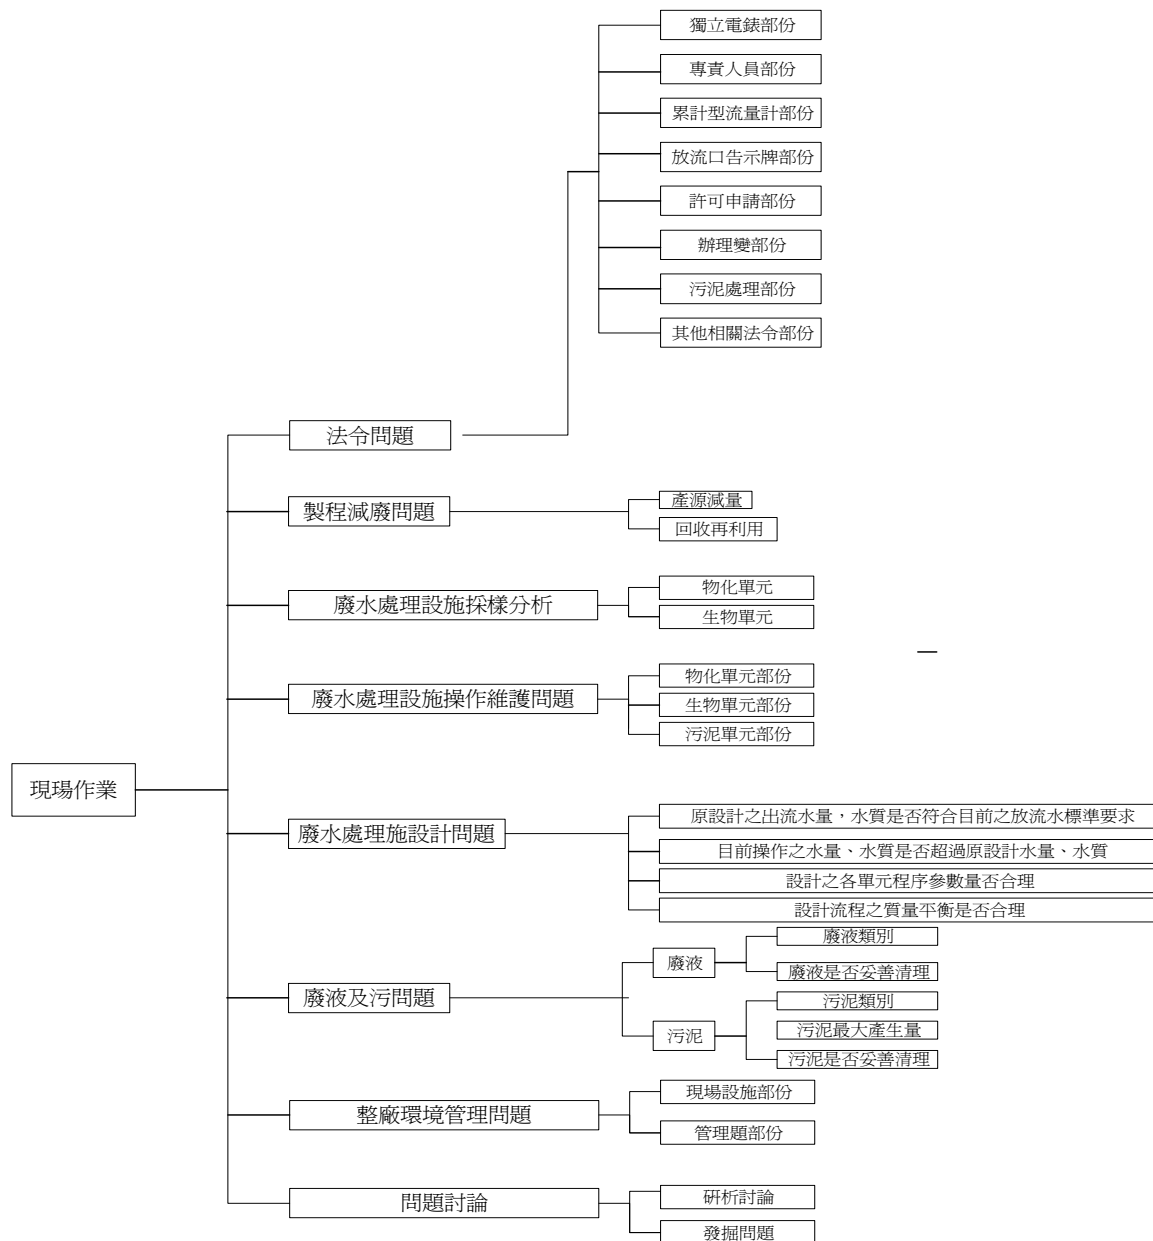 獨立電錶部份
專責人員部份
累計型流量計部份
放流口告示牌部份
許可申請部份
辦理變部份
污泥處理部份
其他相關法令部份
法令問題
製程減廢問題
產源減量
回收再利用
廢水處理設施採樣分析
物化單元
生物單元
廢水處理設施操作維護問題
物化單元部份
生物單元部份
污泥單元部份
現場作業
廢水處理施設計問題
原設計之出流水量，水質是否符合目前之放流水標準要求
目前操作之水量、水質是否超過原設計水量、水質
設計之各單元程序參數量否合理
設計流程之質量平衡是否合理
廢液及污問題
廢液
廢液類別
廢液是否妥善清理
污泥
污泥類別
污泥最大產生量
污泥是否妥善清理
整廠環境管理問題
現場設施部份
管理題部份
問題討論
研析討論
發掘問題